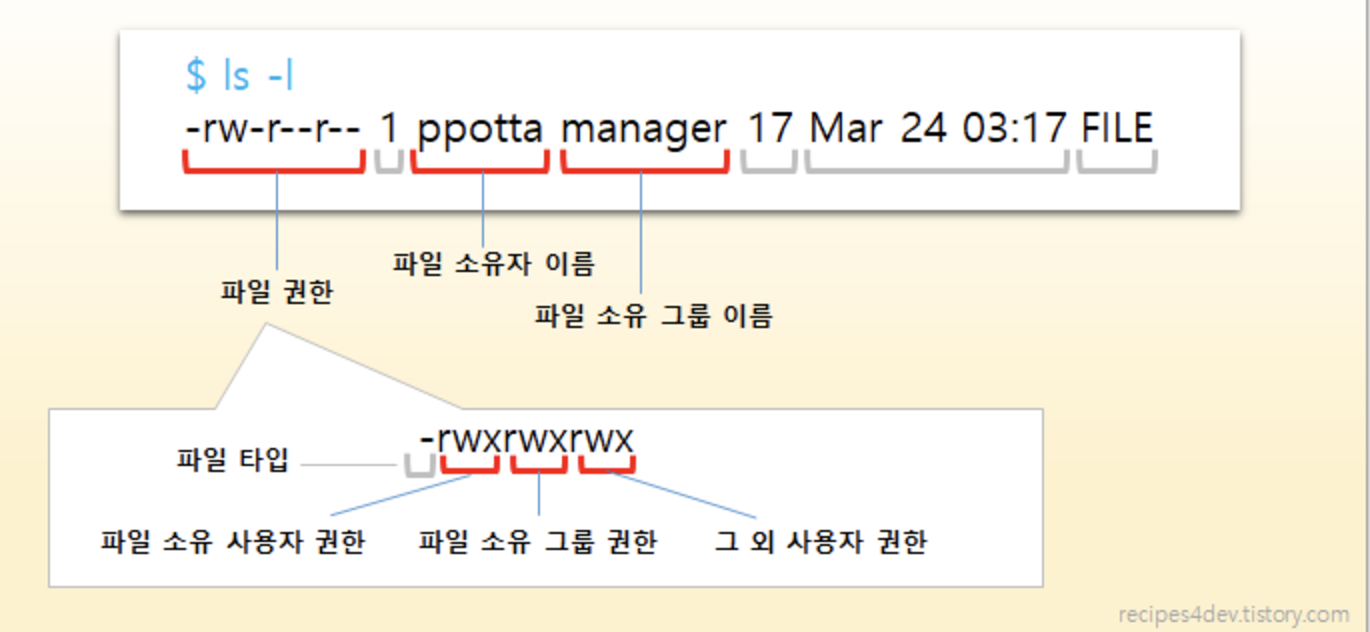 $ ls -l
-rw-r--r-- 1 ppotta manager 17 Mar 24 03:17 FILE
파일 소유자 이름
파일 권한
파일 소유 그룹 이름
-rwxrwxrwx
파일 타입
파일 소유 사용자 권한 파일 소유 그룹 권한 그 외 사용자 권한
recipes4dev.tistory.com